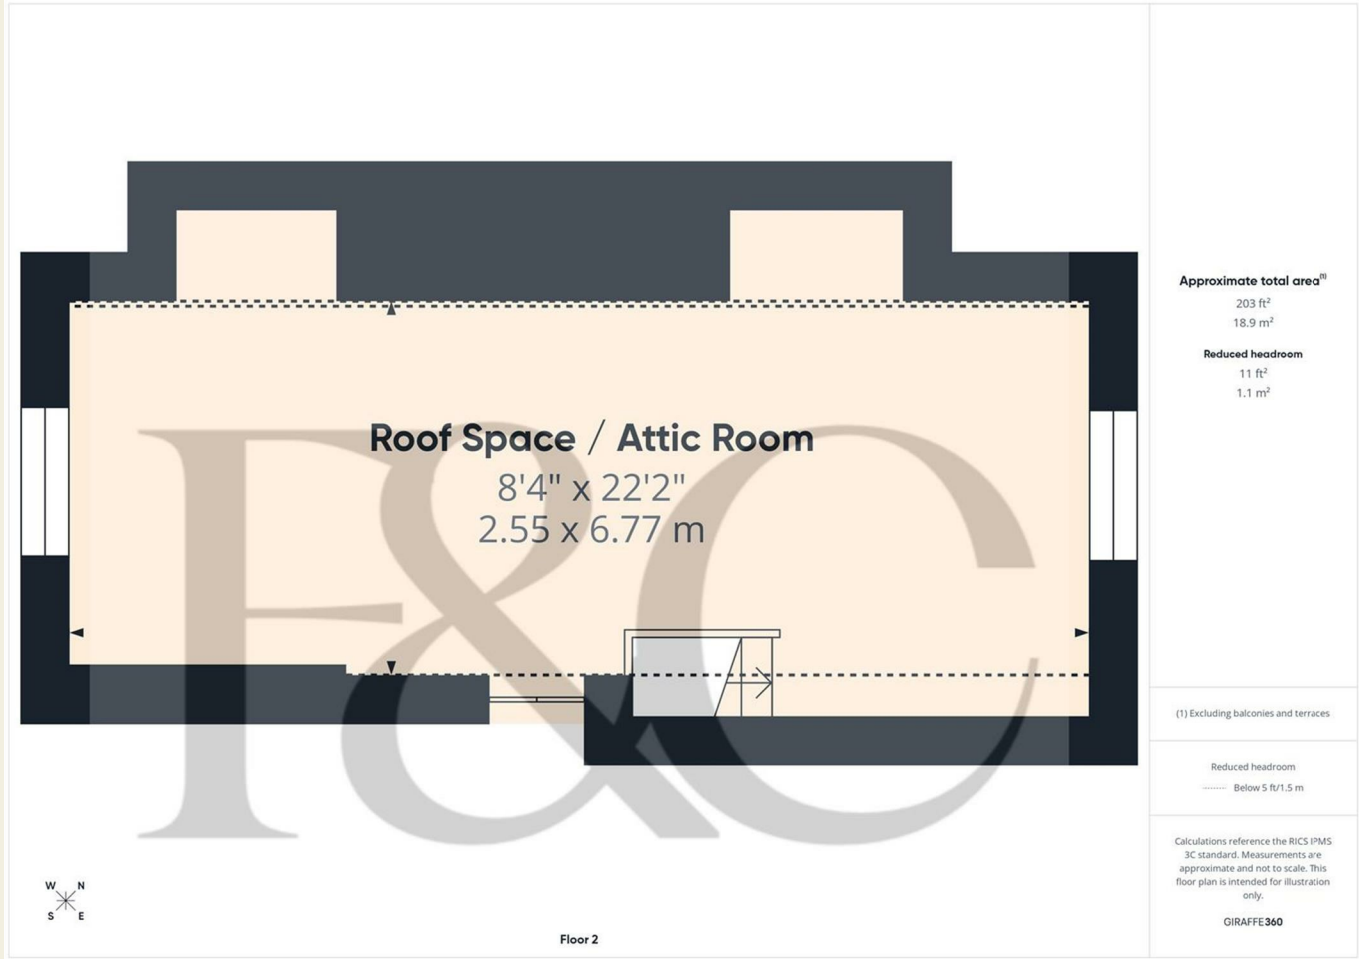 Roof Space / Attic Room
8'4" x 22'2"
2.55 x 6.77 m
F&C
W N
S E
Floor 2
Approximate total area(1)
203 ft²
18.9 m²
Reduced headroom
11 ft²
1.1 m²
(1) Excluding balconies and terraces
Reduced headroom
Below 5 ft/1.5 m
Calculations reference the RICS IPMS
3C standard. Measurements are
approximate and not to scale. This
floor plan is intended for illustration
only.
GIRAFFE360